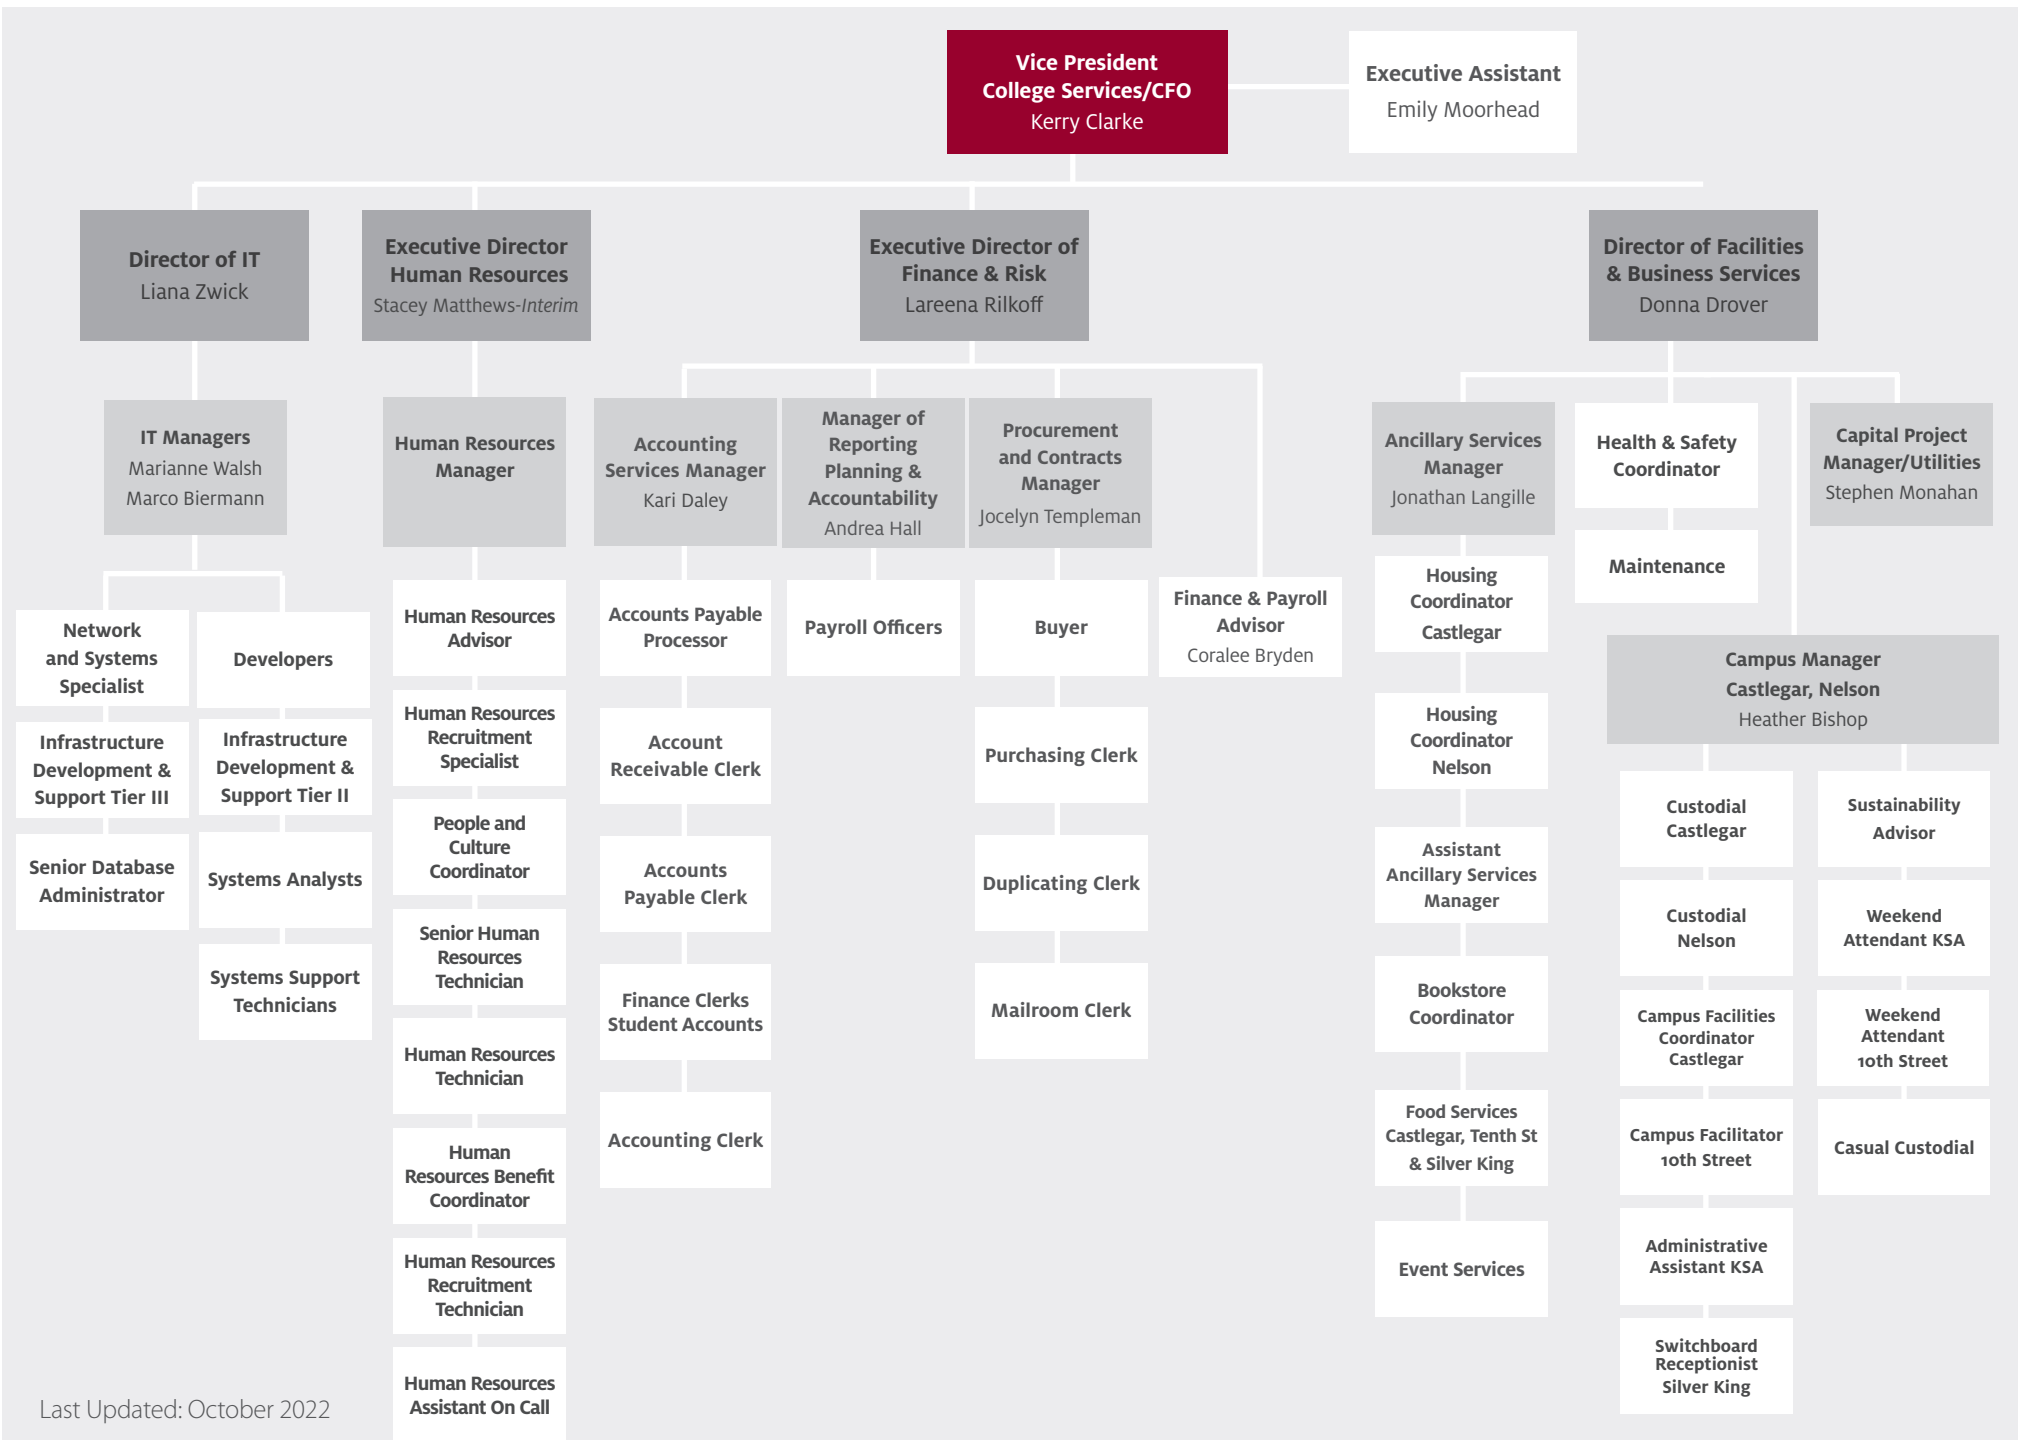 Vice President
College Services/CFO
Kerry Clarke
Executive Assistant
Emily Moorhead
Director of IT
Liana Zwick
Executive Director
Human Resources
Stacey Matthews-Interim
Executive Director of
Finance & Risk
Lareena Rilkoff
Director of Facilities
& Business Services
Donna Drover
IT Managers
Marianne Walsh
Marco Biermann
Network
and Systems
Specialist
Infrastructure
Development &
Support Tier III
Senior Database
Administrator
Developers
Infrastructure
Development &
Support Tier II
Systems Analysts
Systems Support
Technicians
Human Resources
Manager
Human Resources
Advisor
Human Resources
Recruitment
Specialist
People and
Culture
Coordinator
Senior Human
Resources
Technician
Human Resources
Technician
Human
Resources Benefit
Coordinator
Human Resources
Recruitment
Technician
Human Resources
Assistant On Call
Accounting
Services Manager
Kari Daley
Accounts Payable
Processor
Account
Receivable Clerk
Accounts
Payable Clerk
Finance Clerks
Student Accounts
Accounting Clerk
Manager of
Reporting
Planning &
Accountability
Andrea Hall
Payroll Officers
Procurement
and Contracts
Manager
Jocelyn Templeman
Buyer
Purchasing Clerk
Duplicating Clerk
Mailroom Clerk
Finance & Payroll
Advisor
Coralee Bryden
Ancillary Services
Manager
Jonathan Langille
Housing
Coordinator
Castlegar
Housing
Coordinator
Nelson
Assistant
Ancillary Services
Manager
Bookstore
Coordinator
Food Services
Castlegar, Tenth St
& Silver King
Event Services
Health & Safety
Coordinator
Maintenance
Capital Project
Manager/Utilities
Stephen Monahan
Campus Manager
Castlegar, Nelson
Heather Bishop
Custodial
Castlegar
Custodial
Nelson
Campus Facilities
Coordinator
Castlegar
Campus Facilitator
10th Street
Administrative
Assistant KSA
Switchboard
Receptionist
Silver King
Sustainability
Advisor
Weekend
Attendant KSA
Weekend
Attendant
10th Street
Casual Custodial
Last Updated: October 2022